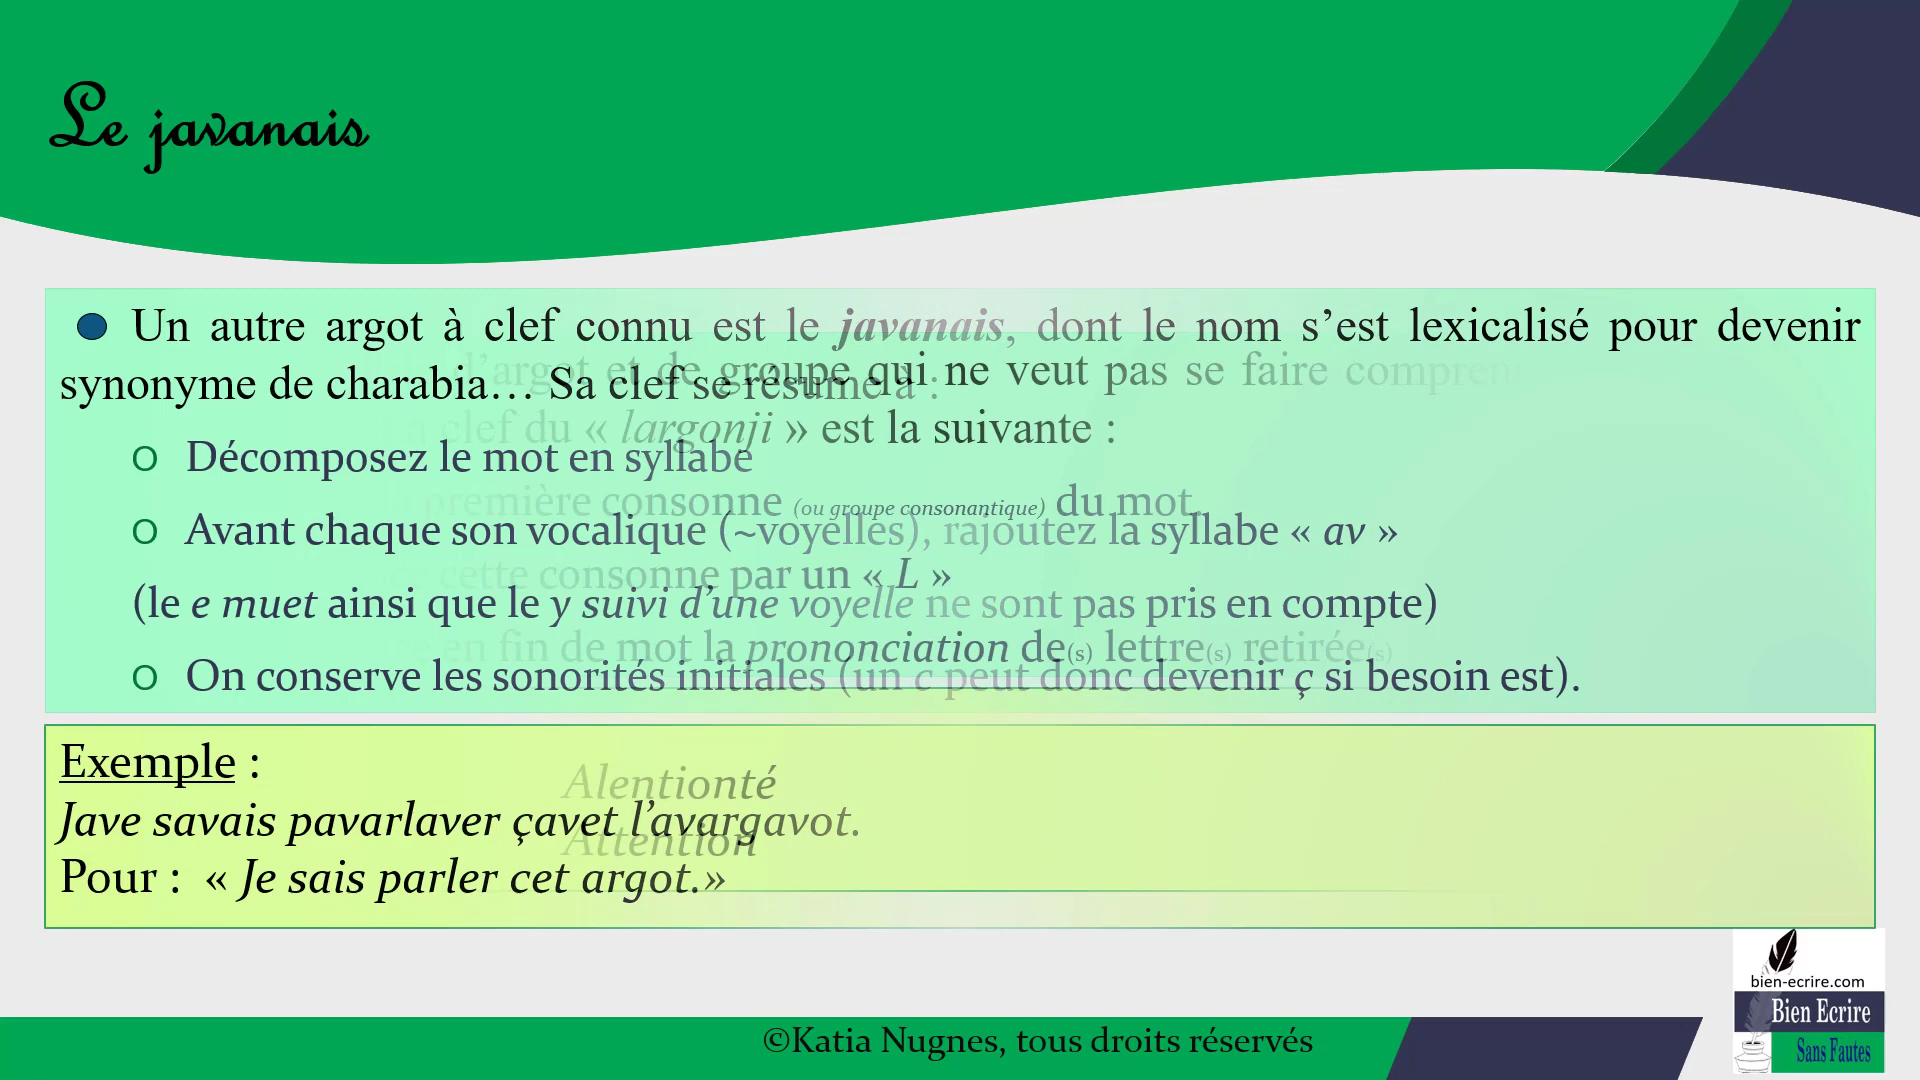 Le javanais
Un autre argot à clef connu est le javanais, dont le nom s’est lexicalisé pour devenir
l’argot et de groupe qui ne veut pas se faire
synonyme de charabia… Sa clef se résume à :
clef du « largonji » est la suivante :
O Décomposez le mot en syllabe
première consonne (ou groupe consonantique) du mot.
O Avant chaque son vocalique (~voyelles), rajoutez la syllabe « av »
cette consonne par un « L »
(le e muet ainsi que le y suivi d’une voyelle ne sont pas pris en compte)
en fin de mot la prononciation de(s) lettre(s) retirée(s)
O On conserve les sonorités initiales (un c peut donc devenir ç si besoin est).
Exemple :
Alentionté
Jave savais pavarlaver çavet l’avargavot.
Attention
Pour : « Je sais parler cet argot.»
bien-ecrire.com
Bien Ecrire
Sans Fautes
©Katia Nugnes, tous droits réservés